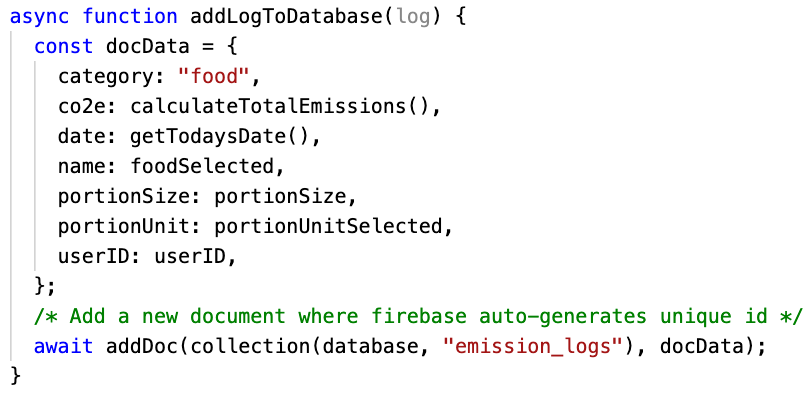 async function addLogToDatabase(log) {
  const docData = {
    category: "food",
    co2e: calculateTotalEmissions(),
    date: getTodaysDate(),
    name: foodSelected,
    portionSize: portionSize,
    portionUnit: portionUnitSelected,
    userID: userID,
  };
  /* Add a new document where firebase auto-generates unique id */
  await addDoc(collection(database, "emission_logs"), docData);
}